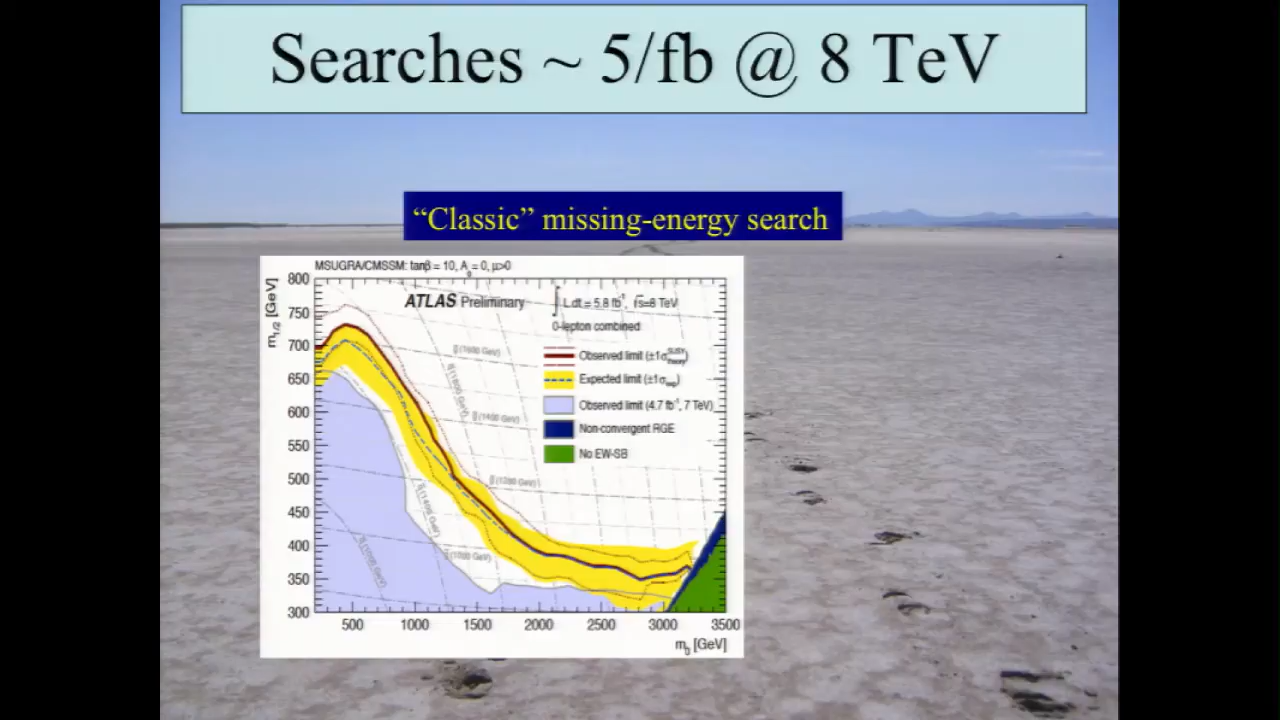 Searches ~ 5/fb @ 8 TeV
“Classic” missing-energy search
MSUGRA/CMSSM: tanβ = 10, A₀ = 0, μ>0
ATLAS Preliminary
∫ L dt = 5.8 fb⁻¹, √s=8 TeV
0-lepton combined
Observed limit (±1σ^SUSY_theory)
Expected limit (±1σ_exp)
Observed limit (4.7 fb⁻¹, 7 TeV)
Non-convergent RGE
No EW-SB
m₁/₂ [GeV]
800
750
700
650
600
550
500
450
400
350
300
500 1000 1500 2000 2500 3000 3500
m₀ [GeV]